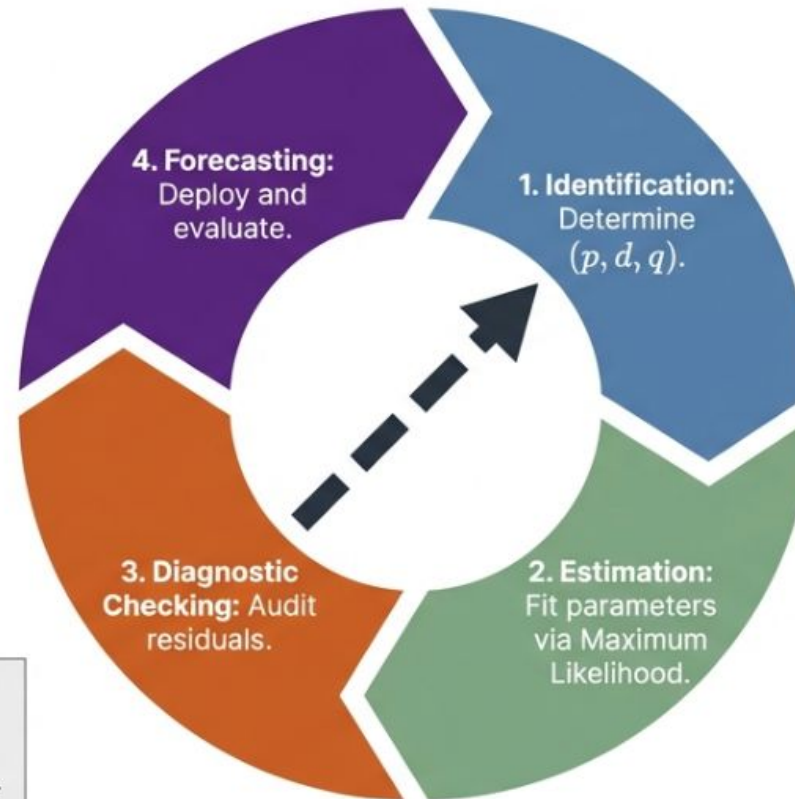 1. Identification:
Determine
(p, d, q).
2. Estimation:
Fit parameters
via Maximum
Likelihood.
3. Diagnostic
Checking: Audit
residuals.
4. Forecasting:
Deploy and
evaluate.